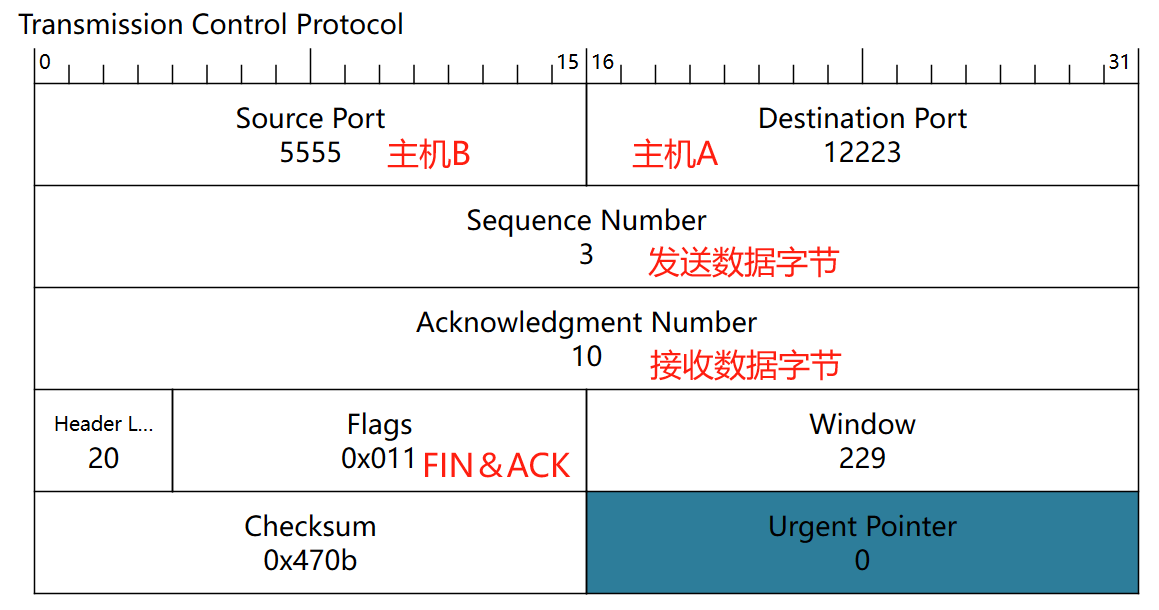 Transmission Control Protocol
0 15 16 31
Source Port Destination Port
5555 主机B 主机A 12223
Sequence Number
3 发送数据字节
Acknowledgment Number
10 接收数据字节
Header L... Flags Window
20 0x011 FIN&ACK 229
Checksum Urgent Pointer
0x470b 0